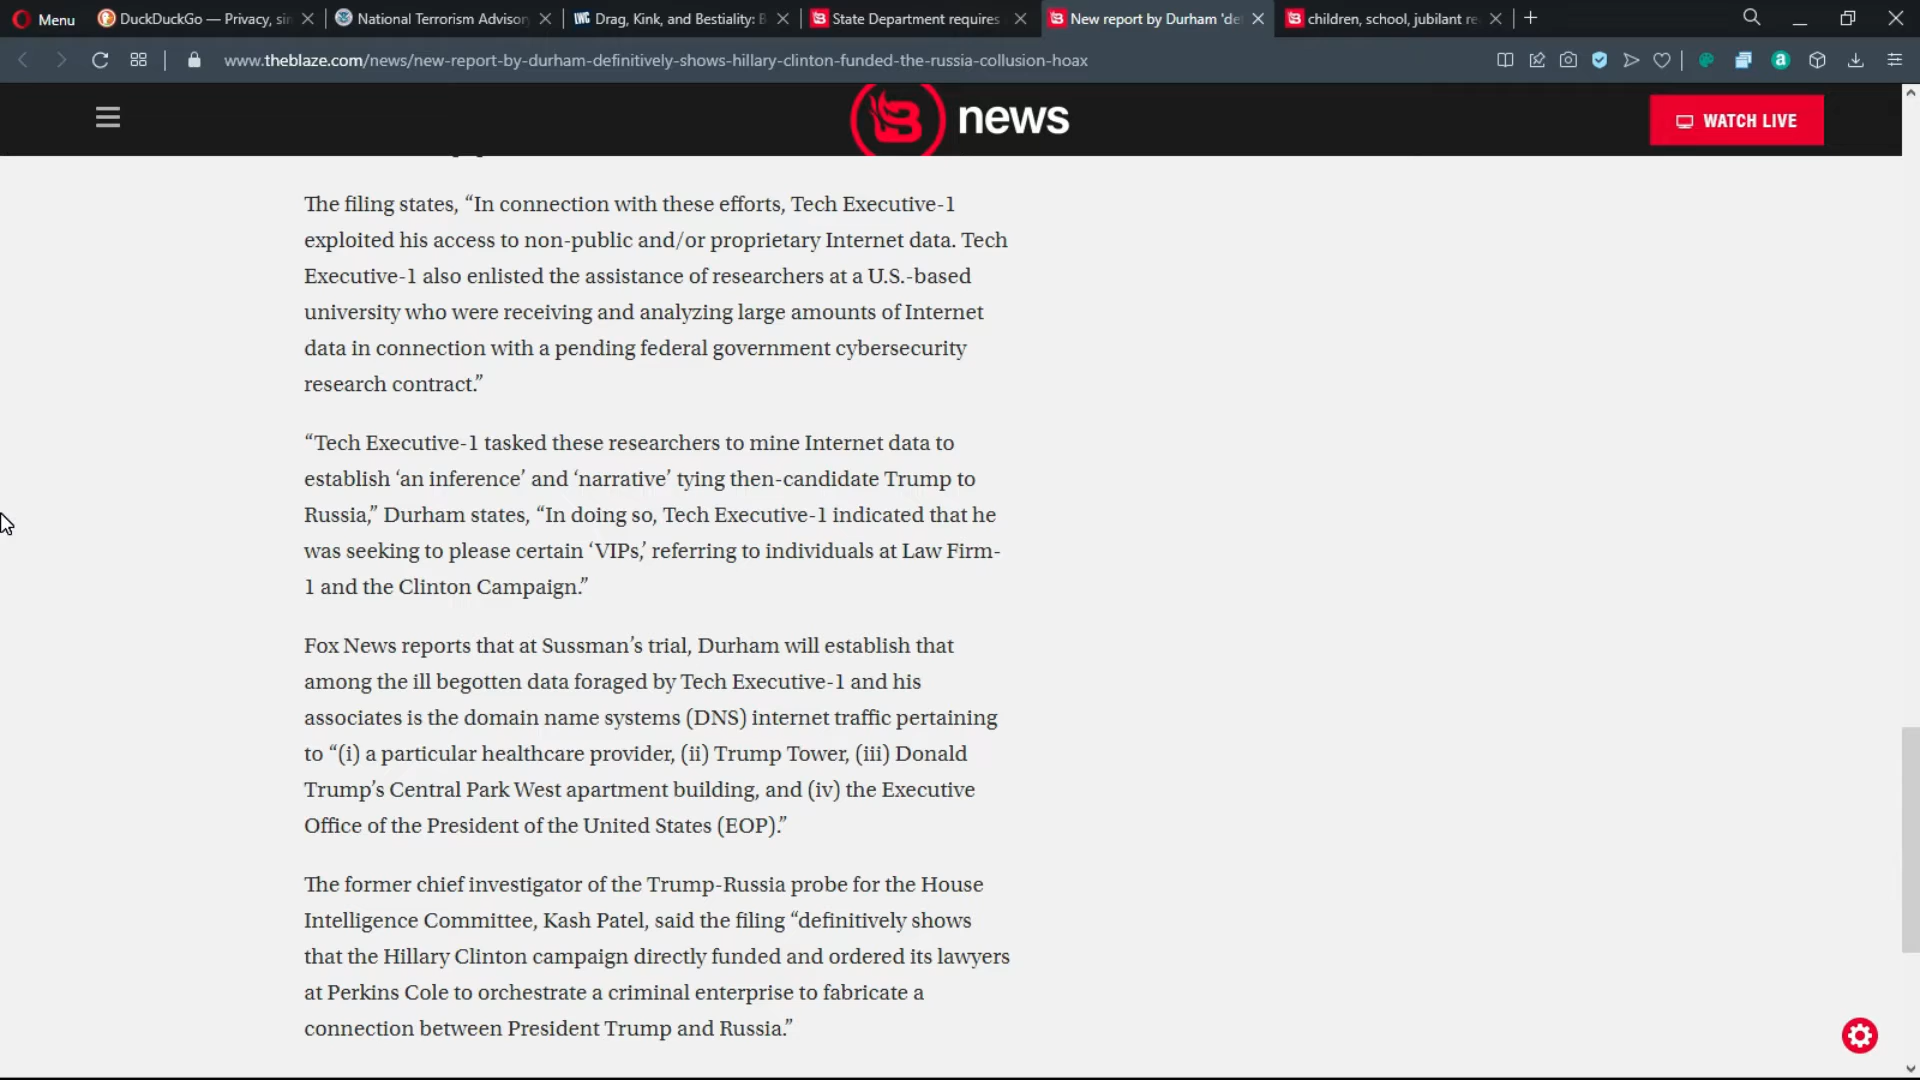 Menu
DuckDuckGo — Privacy, sin
National Terrorism Advisor
Drag, Kink, and Bestiality: B
State Department requires
New report by Durham 'de
children, school, jubilant re
www.theblaze.com/news/new-report-by-durham-definitively-shows-hillary-clinton-funded-the-russia-collusion-hoax
news
WATCH LIVE
The filing states, “In connection with these efforts, Tech Executive-1
exploited his access to non-public and/or proprietary Internet data. Tech
Executive-1 also enlisted the assistance of researchers at a U.S.-based
university who were receiving and analyzing large amounts of Internet
data in connection with a pending federal government cybersecurity
research contract.”
“Tech Executive-1 tasked these researchers to mine Internet data to
establish ‘an inference’ and ‘narrative’ tying then-candidate Trump to
Russia,” Durham states, “In doing so, Tech Executive-1 indicated that he
was seeking to please certain ‘VIPs,’ referring to individuals at Law Firm-
1 and the Clinton Campaign.”
Fox News reports that at Sussman’s trial, Durham will establish that
among the ill begotten data foraged by Tech Executive-1 and his
associates is the domain name systems (DNS) internet traffic pertaining
to “(i) a particular healthcare provider, (ii) Trump Tower, (iii) Donald
Trump’s Central Park West apartment building, and (iv) the Executive
Office of the President of the United States (EOP).”
The former chief investigator of the Trump-Russia probe for the House
Intelligence Committee, Kash Patel, said the filing “definitively shows
that the Hillary Clinton campaign directly funded and ordered its lawyers
at Perkins Cole to orchestrate a criminal enterprise to fabricate a
connection between President Trump and Russia.”